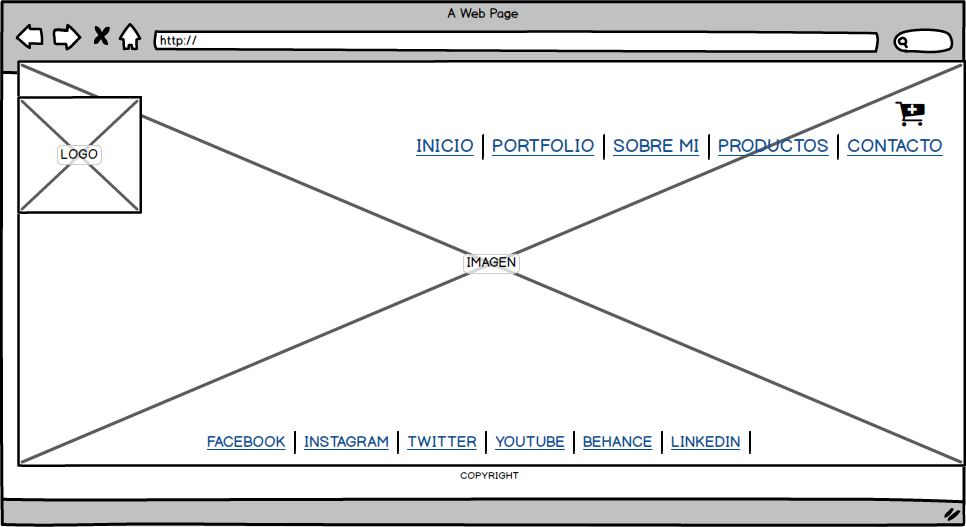 A Web Page
http://
LOGO
INICIO | PORTFOLIO | SOBRE MI | PRODUCTOS | CONTACTO
IMAGEN
FACEBOOK | INSTAGRAM | TWITTER | YOUTUBE | BEHANCE | LINKEDIN |
COPYRIGHT